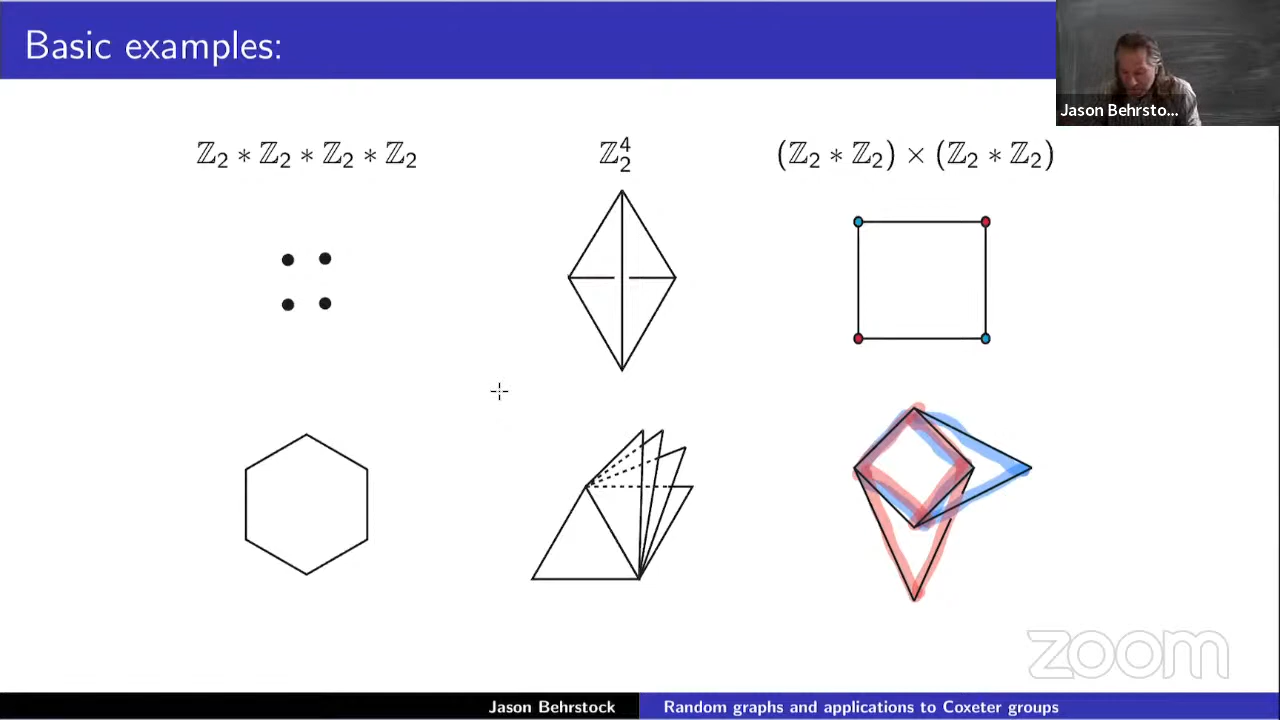 Basic examples:
Jason Behrsto...
ℤ₂ * ℤ₂ * ℤ₂ * ℤ₂
ℤ₂⁴
(ℤ₂ * ℤ₂) × (ℤ₂ * ℤ₂)
zoom
Jason Behrstock
Random graphs and applications to Coxeter groups